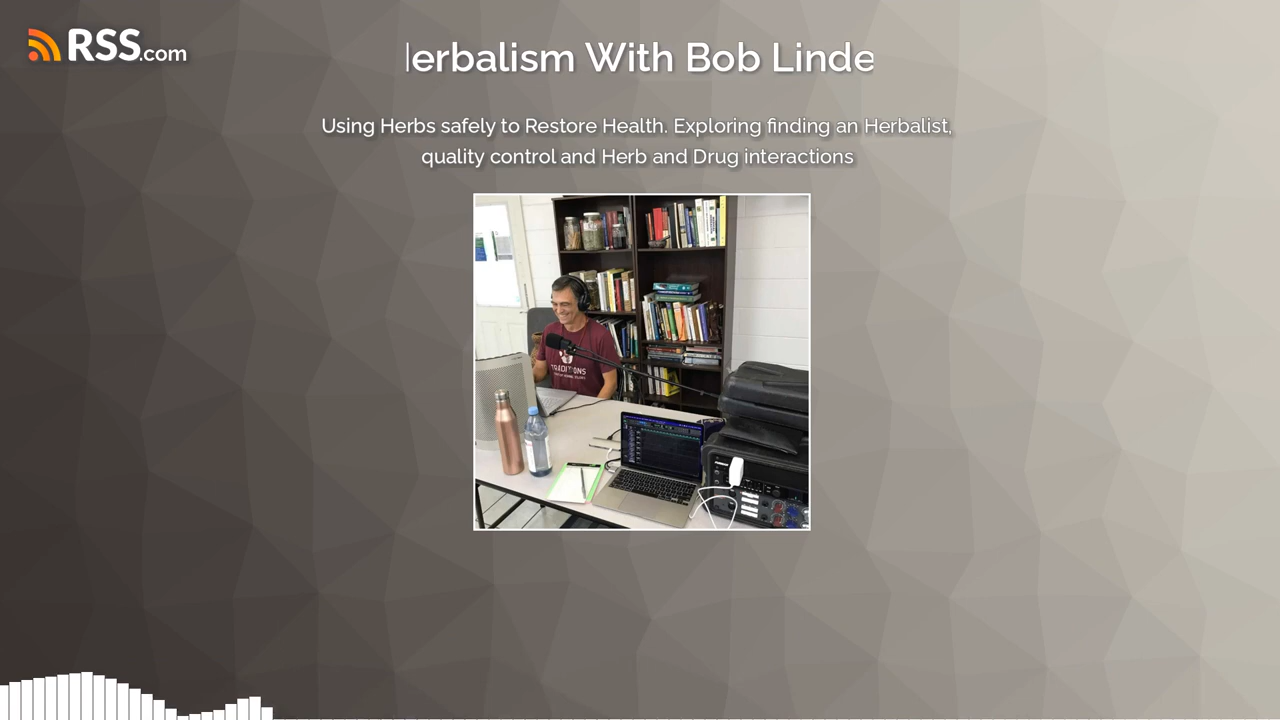 RSS.com
erbalism With Bob Linde
Using Herbs safely to Restore Health. Exploring finding an Herbalist,
quality control and Herb and Drug interactions
TRADITIONS